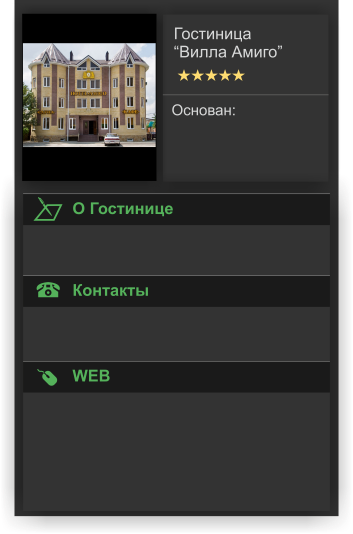 Гостиница
“Вилла Амиго”
Основан:
О Гостинице
Контакты
WEB